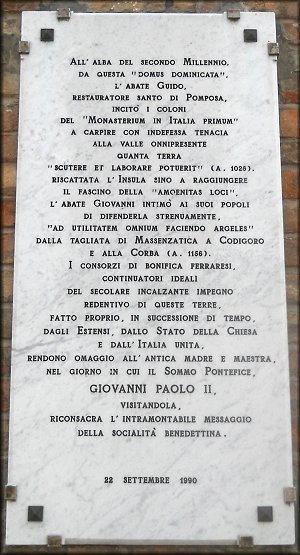 All'alba del secondo Millennio,
da questa "domus dominicata",
l'abate Guido,
restauratore santo di Pomposa,
incitò i coloni
del "Monasterium in Italia primum"
a carpire con indefessa tenacia
alla valle onnipresente
quanta terra
"scutere et laborare potuerit" (a. 1025).
riscattata l'Insula sino a raggiungere
il fascino della "amoenitas loci",
l'abate Giovanni intimò ai suoi popoli
di difenderla strenuamente,
"ad utilitatem omnium faciendo argeles"
dalla tagliata di Massenzatica a Codigoro
e alla Corba (a. 1156).
I consorzi di bonifica ferraresi,
continuatori ideali
del secolare incalzante impegno
redentivo di queste terre,
fatto proprio, in successione di tempo,
dagli Estensi, dallo Stato della Chiesa
e dall'Italia unita,
rendono omaggio all'antica madre e maestra,
nel giorno in cui il Sommo Pontefice,
GIOVANNI PAOLO II,
visitandola,
riconsacra l'intramontabile messaggio
della socialità benedettina.
22 settembre 1990